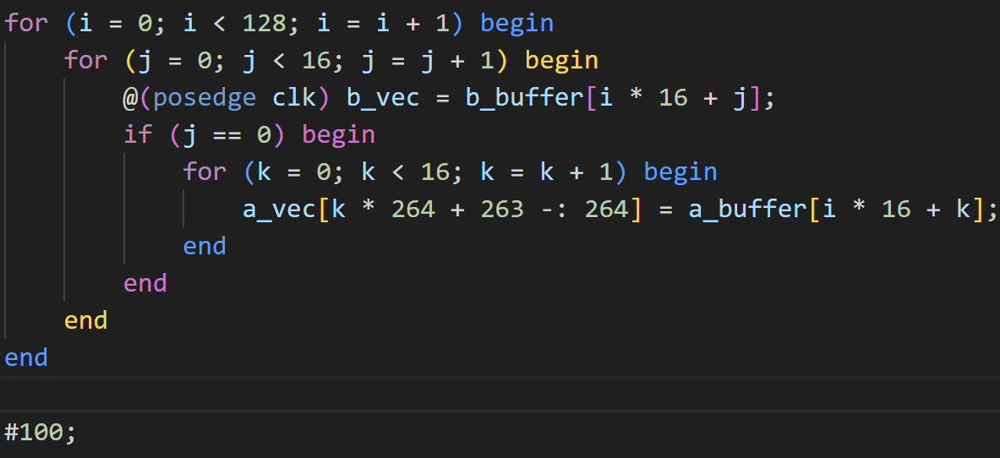 for (i = 0; i < 128; i = i + 1) begin
    for (j = 0; j < 16; j = j + 1) begin
        @(posedge clk) b_vec = b_buffer[i * 16 + j];
        if (j == 0) begin
            for (k = 0; k < 16; k = k + 1) begin
                a_vec[k * 264 + 263 -: 264] = a_buffer[i * 16 + k];
            end
        end
    end
end
#100;